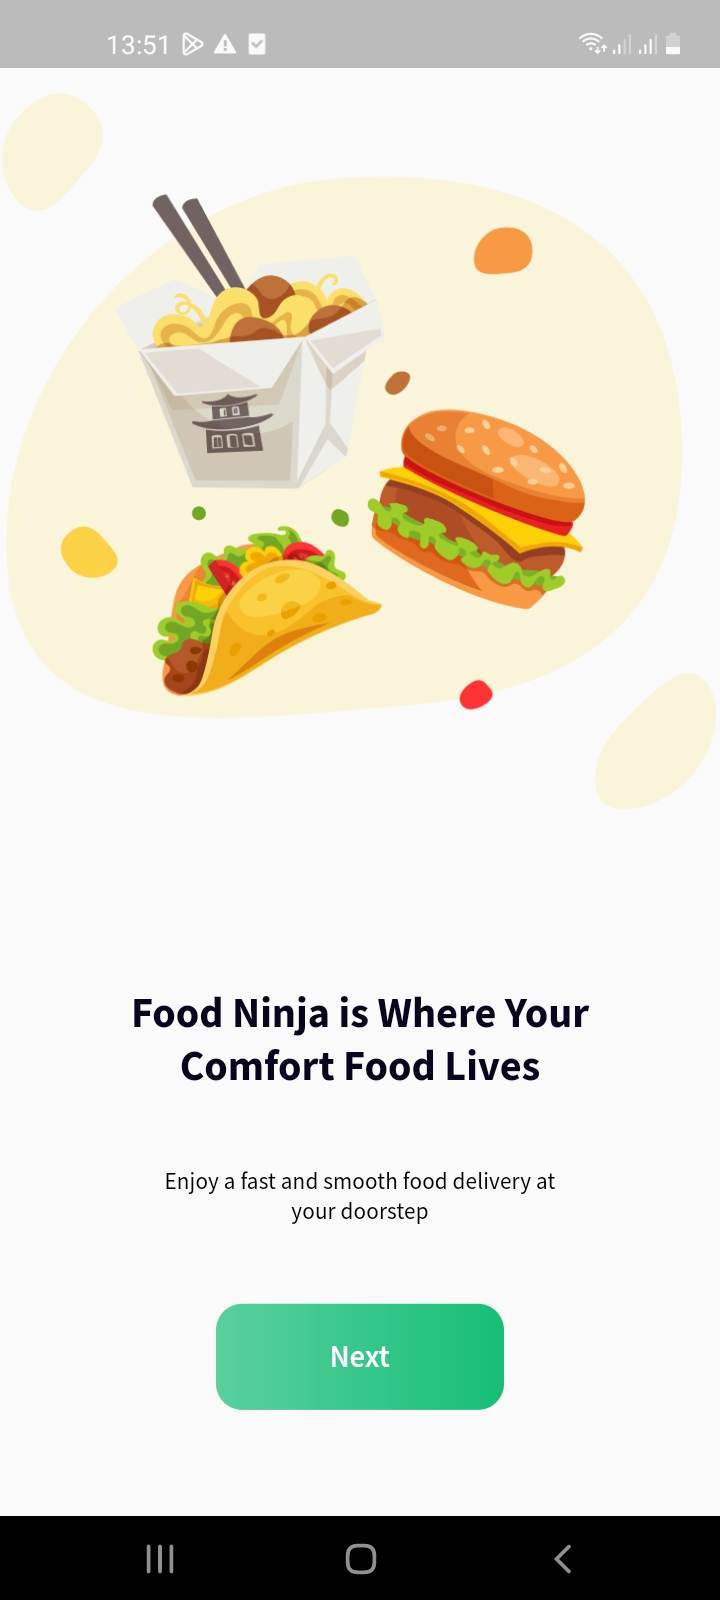 13:51
Food Ninja is Where Your
Comfort Food Lives
Enjoy a fast and smooth food delivery at
your doorstep
Next